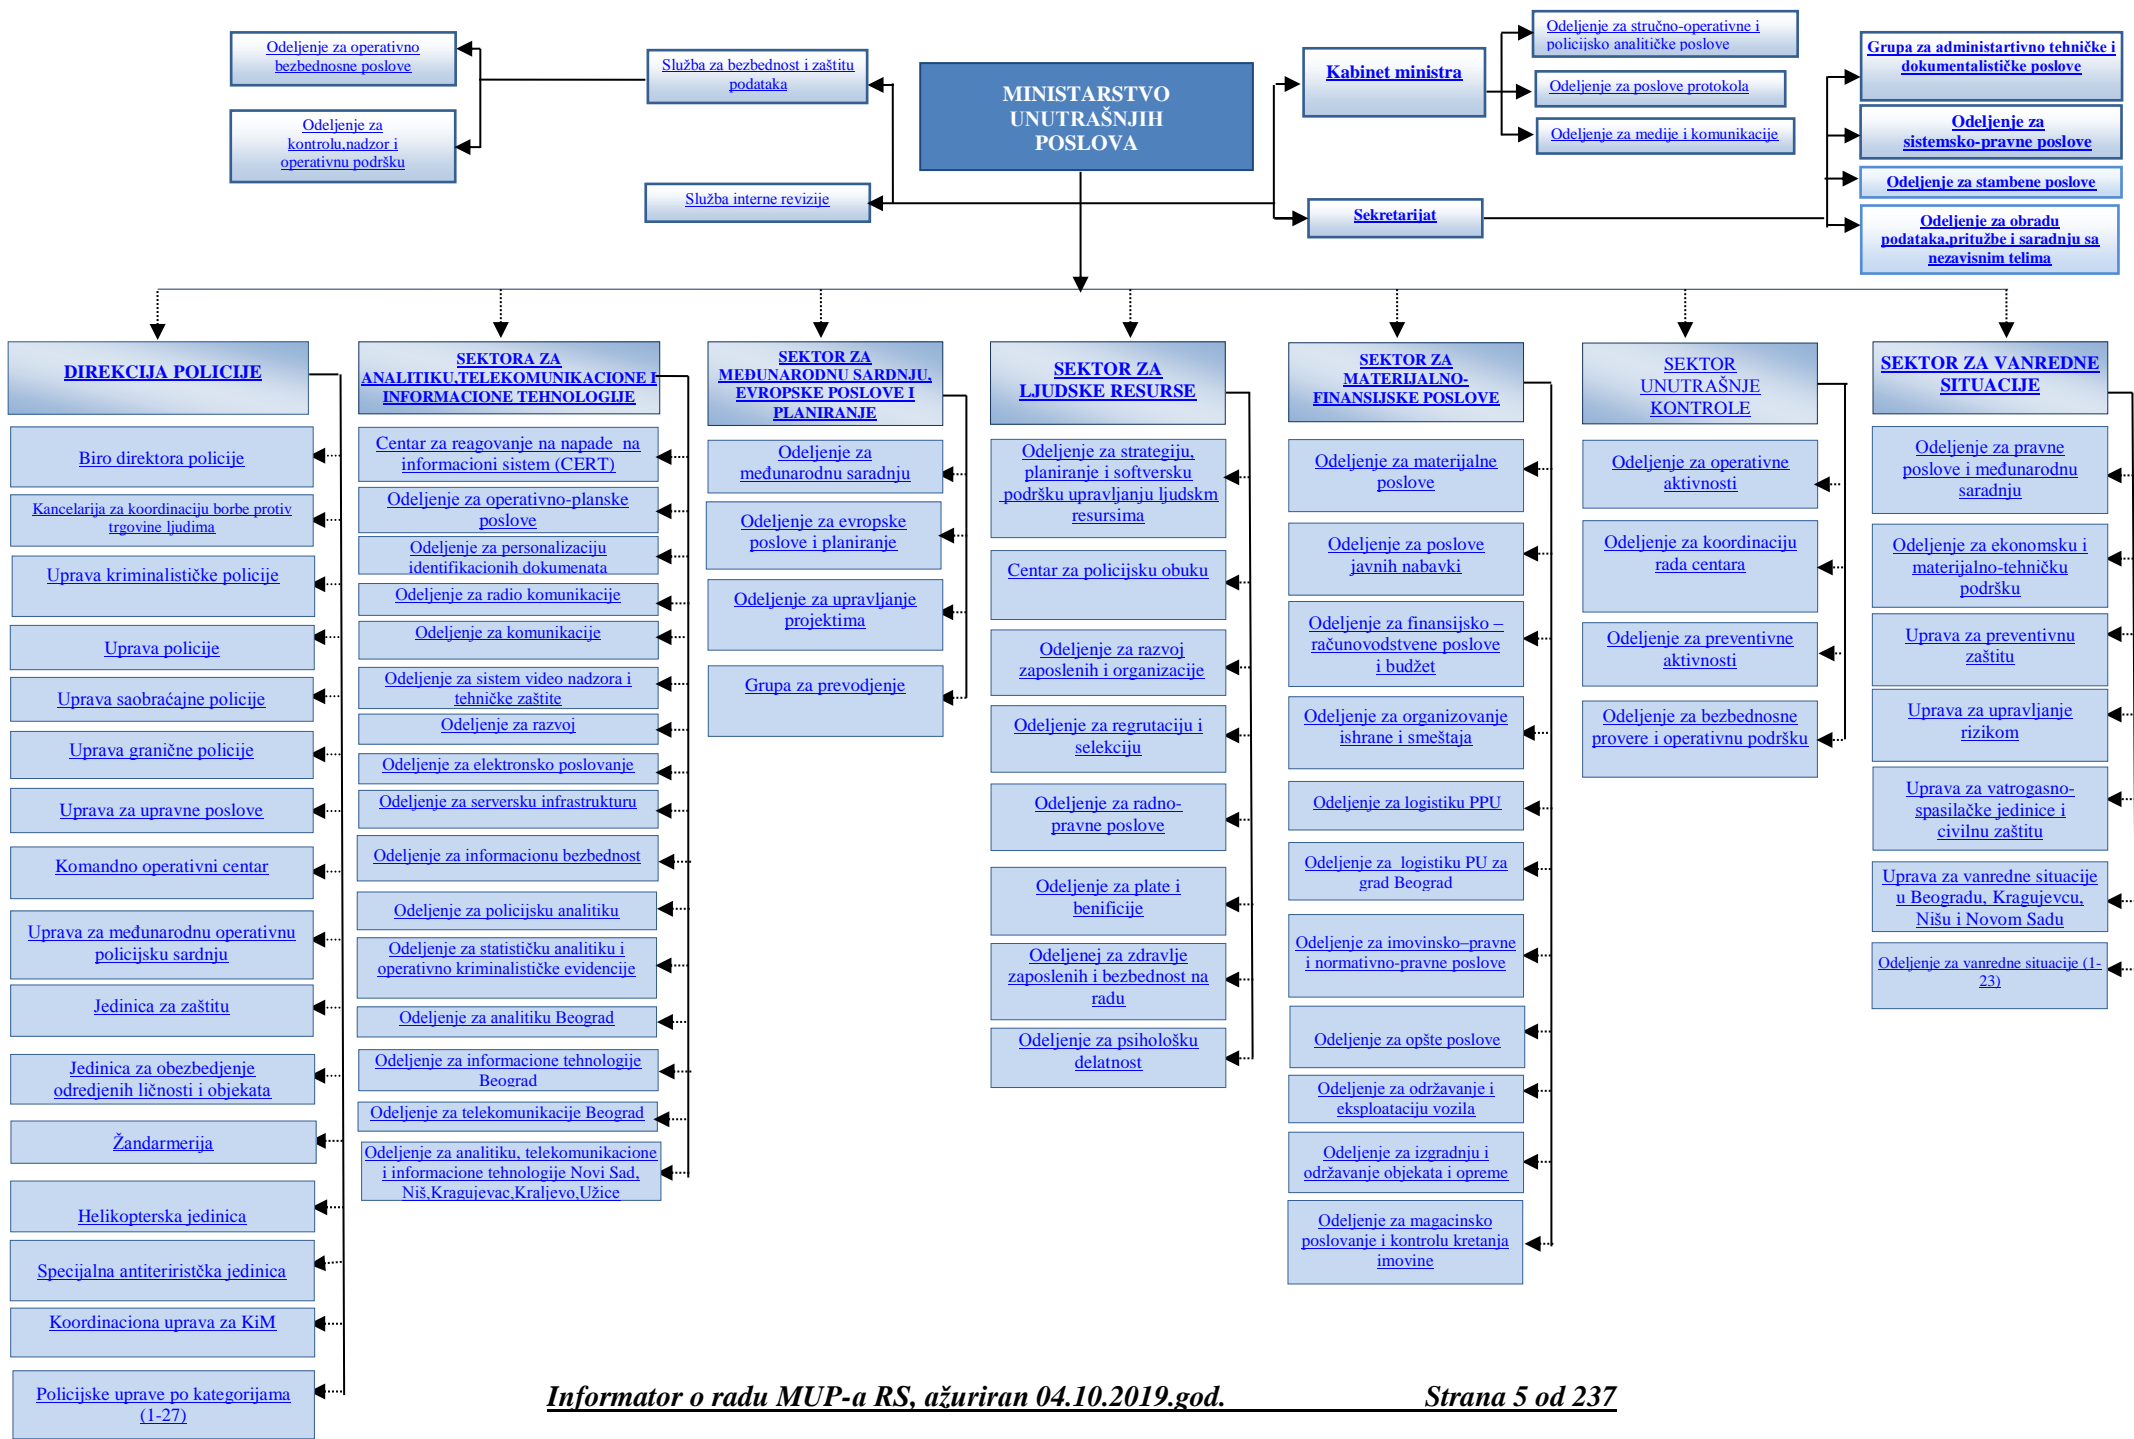 Odeljenje za operativno
bezbednosne poslove
Odeljenje za
kontrolu,nadzor i
operativnu podršku
Služba za bezbednost i zaštitu
podataka
Služba interne revizije
MINISTARSTVO
UNUTRAŠNJIH
POSLOVA
Kabinet ministra
Sekretarijat
Odeljenje za stručno-operativne i
policijsko analitičke poslove
Odeljenje za poslove protokola
Odeljenje za medije i komunikacije
Grupa za administartivno tehničke i
dokumentalističke poslove
Odeljenje za
sistemsko-pravne poslove
Odeljenje za stambene poslove
Odeljenje za obradu
podataka,pritužbe i saradnju sa
nezavisnim telima
DIREKCIJA POLICIJE
Biro direktora policije
Kancelarija za koordinaciju borbe protiv
trgovine ljudima
Uprava kriminalističke policije
Uprava policije
Uprava saobraćajne policije
Uprava granične policije
Uprava za upravne poslove
Komandno operativni centar
Uprava za međunarodnu operativnu
policijsku sardnju
Jedinica za zaštitu
Jedinica za obezbedjenje
odredjenih ličnosti i objekata
Žandarmerija
Helikopterska jedinica
Specijalna antiteriristčka jedinica
Koordinaciona uprava za KiM
Policijske uprave po kategorijama
(1-27)
SEKTORA ZA
ANALITIKU,TELEKOMUNIKACIONE I
INFORMACIONE TEHNOLOGIJE
Centar za reagovanje na napade  na
informacioni sistem (CERT)
Odeljenje za operativno-planske
poslove
Odeljenje za personalizaciju
identifikacionih dokumenata
Odeljenje za radio komunikacije
Odeljenje za komunikacije
Odeljenje za sistem video nadzora i
tehničke zaštite
Odeljenje za razvoj
Odeljenje za elektronsko poslovanje
Odeljenje za serversku infrastrukturu
Odeljenje za informacionu bezbednost
Odeljenje za policijsku analitiku
Odeljenje za statističku analitiku i
operativno kriminalističke evidencije
Odeljenje za analitiku Beograd
Odeljenje za informacione tehnologije
Beograd
Odeljenje za telekomunikacije Beograd
Odeljenje za analitiku, telekomunikacione
i informacione tehnologije Novi Sad,
Niš,Kragujevac,Kraljevo,Užice
SEKTOR ZA
MEĐUNARODNU SARDNJU,
EVROPSKE POSLOVE I
PLANIRANJE
Odeljenje za
međunarodnu saradnju
Odeljenje za evropske
poslove i planiranje
Odeljenje za upravljanje
projektima
Grupa za prevodjenje
SEKTOR ZA
LJUDSKE RESURSE
Odeljenje za strategiju,
planiranje i softversku
podršku upravljanju ljudskm
resursima
Centar za policijsku obuku
Odeljenje za razvoj
zaposlenih i organizacije
Odeljenje za regrutaciju i
selekciju
Odeljenje za radno-
pravne poslove
Odeljenje za plate i
benificije
Odeljenej za zdravlje
zaposlenih i bezbednost na
radu
Odeljenje za psihološku
delatnost
SEKTOR ZA
MATERIJALNO-
FINANSIJSKE POSLOVE
Odeljenje za materijalne
poslove
Odeljenje za poslove
javnih nabavki
Odeljenje za finansijsko –
računovodstvene poslove
i budžet
Odeljenje za organizovanje
ishrane i smeštaja
Odeljenje za logistiku PPU
Odeljenje za  logistiku PU za
grad Beograd
Odeljenje za imovinsko–pravne
i normativno-pravne poslove
Odeljenje za opšte poslove
Odeljenje za održavanje i
eksploataciju vozila
Odeljenje za izgradnju i
održavanje objekata i opreme
Odeljenje za magacinsko
poslovanje i kontrolu kretanja
imovine
SEKTOR
UNUTRAŠNJE
KONTROLE
Odeljenje za operativne
aktivnosti
Odeljenje za koordinaciju
rada centara
Odeljenje za preventivne
aktivnosti
Odeljenje za bezbednosne
provere i operativnu podršku
SEKTOR ZA VANREDNE
SITUACIJE
Odeljenje za pravne
poslove i međunarodnu
saradnju
Odeljenje za ekonomsku i
materijalno-tehničku
podršku
Uprava za preventivnu
zaštitu
Uprava za upravljanje
rizikom
Uprava za vatrogasno-
spasilačke jedinice i
civilnu zaštitu
Uprava za vanredne situacije
u Beogradu, Kragujevcu,
Nišu i Novom Sadu
Odeljenje za vanredne situacije (1-
23)
Informator o radu MUP-a RS, ažuriran 04.10.2019.god. Strana 5 od 237